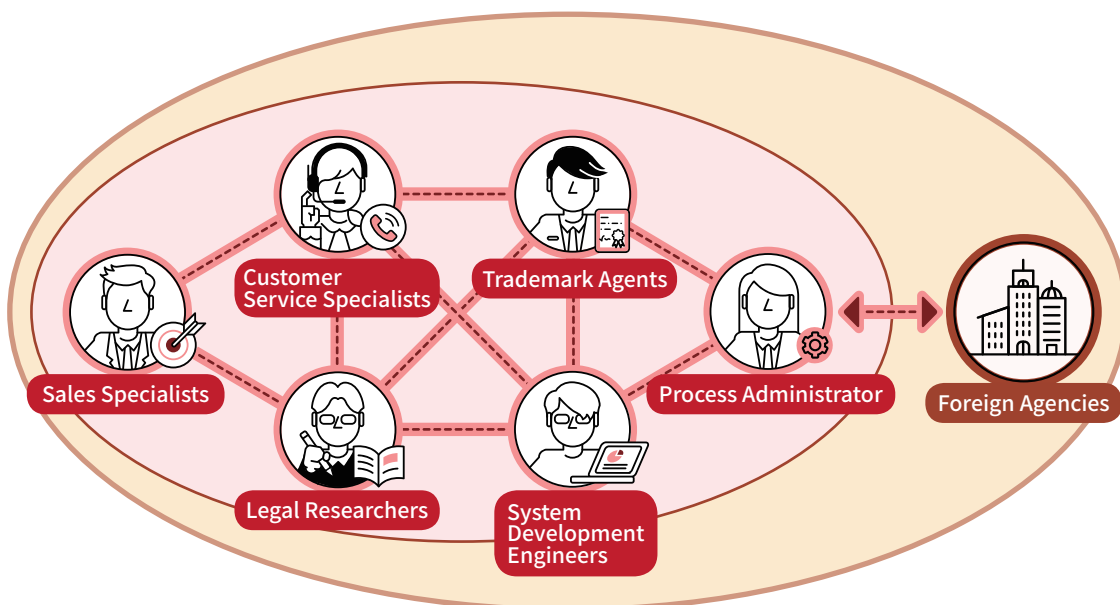 Customer
Service Specialists
Trademark Agents
Sales Specialists
Process Administrator
Foreign Agencies
Legal Researchers
System
Development
Engineers